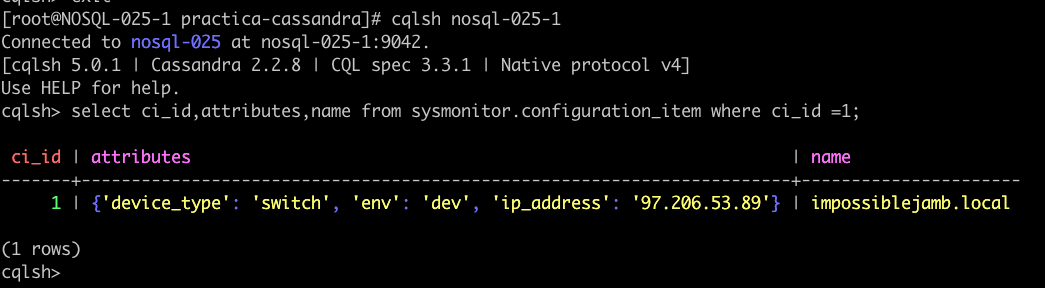 [root@NOSQL-025-1 practica-cassandra]# cqlsh nosql-025-1
Connected to nosql-025 at nosql-025-1:9042.
[cqlsh 5.0.1 | Cassandra 2.2.8 | CQL spec 3.3.1 | Native protocol v4]
Use HELP for help.
cqlsh> select ci_id,attributes,name from sysmonitor.configuration_item where ci_id =1;
ci_id | attributes | name
-------+---------------------------------------------------------------------------+----------------------
1 | {'device_type': 'switch', 'env': 'dev', 'ip_address': '97.206.53.89'} | impossiblejamb.local
(1 rows)
cqlsh>